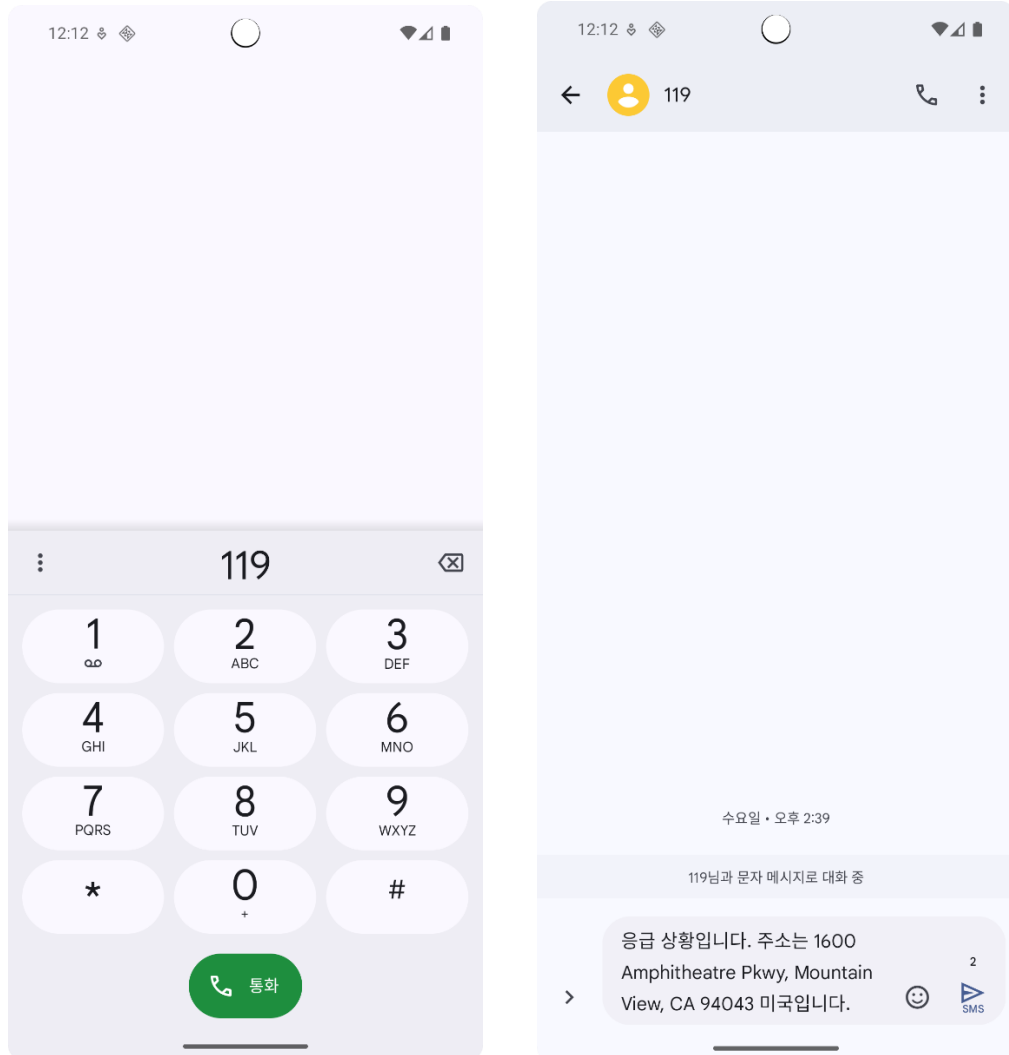 12:12
119
1
2
ABC
3
DEF
4
GHI
5
JKL
6
MNO
7
PQRS
8
TUV
9
WXYZ
*
0
+
#
통화
12:12
119
수요일 • 오후 2:39
119님과 문자 메시지로 대화 중
응급 상황입니다. 주소는 1600
Amphitheatre Pkwy, Mountain
View, CA 94043 미국입니다.
2
SMS